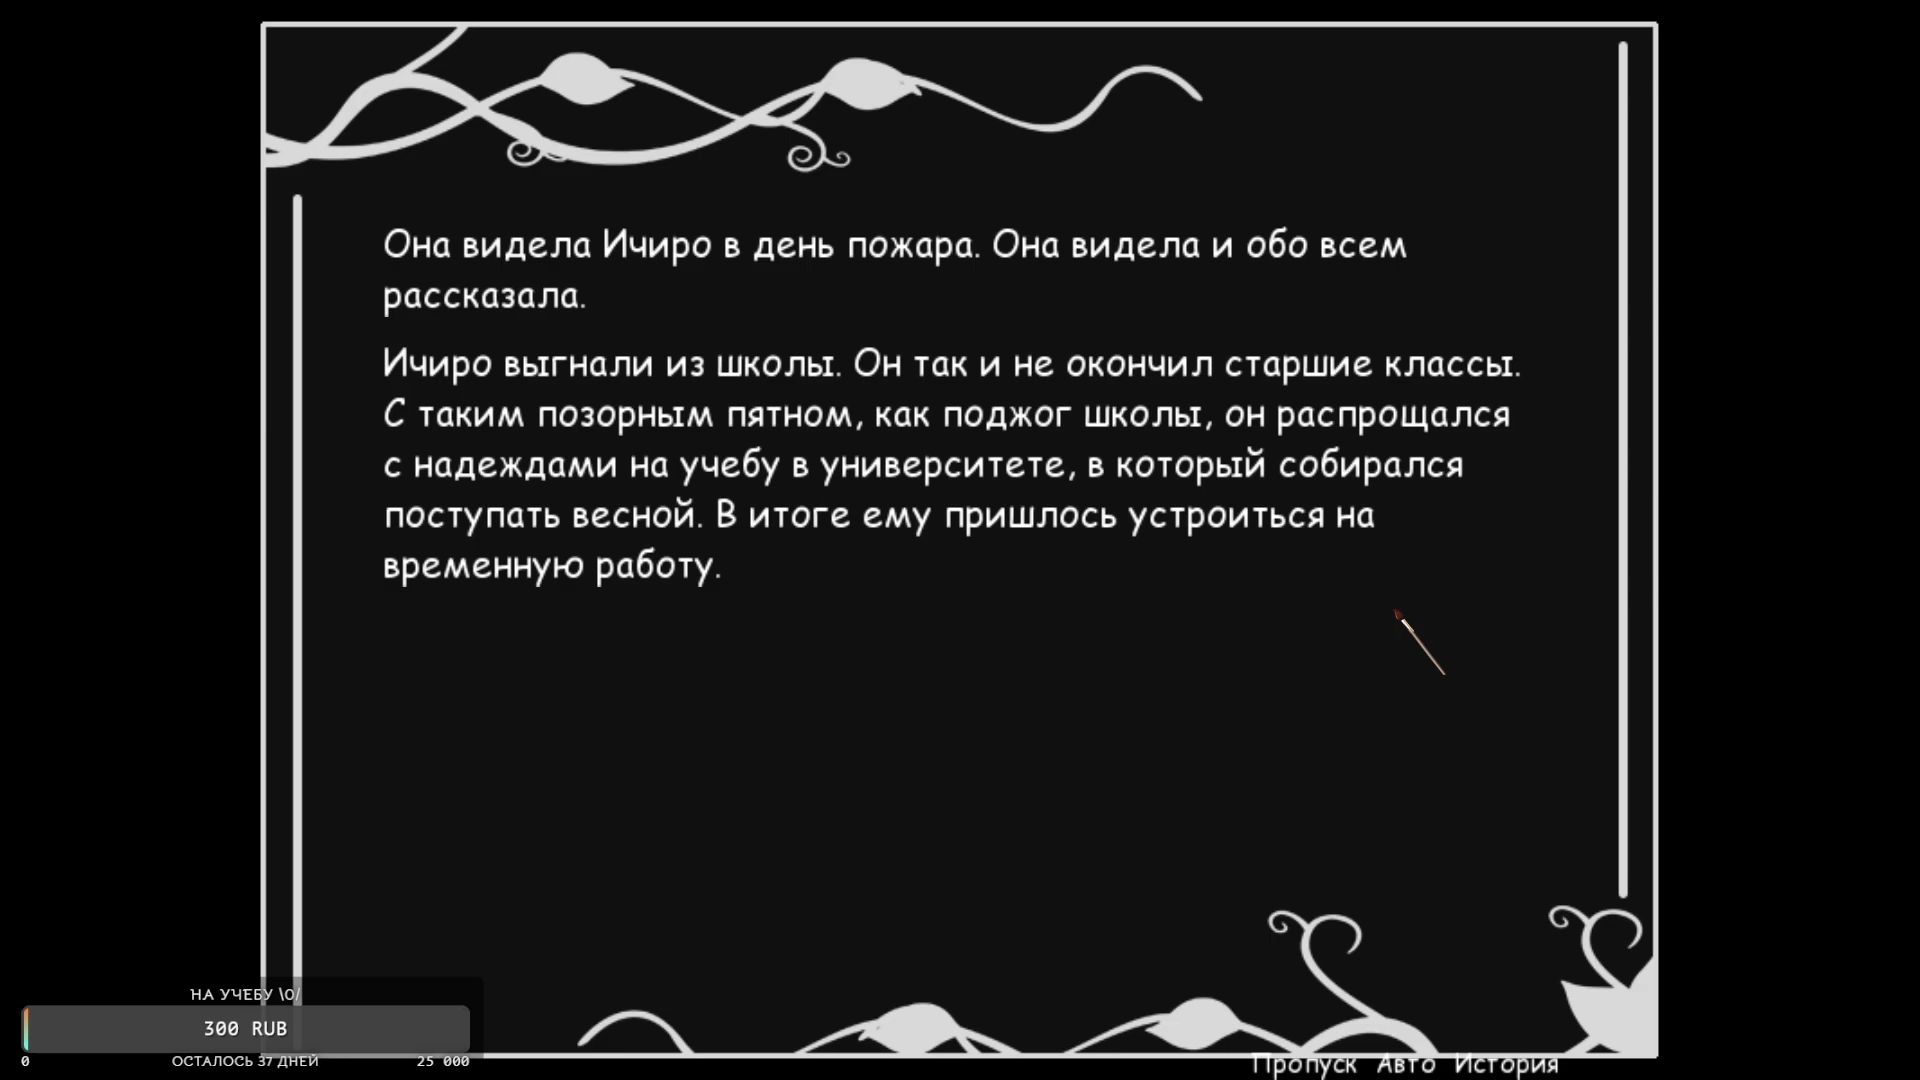 Она видела Ичиро в день пожара. Она видела и обо всем
рассказала.
Ичиро выгнали из школы. Он так и не окончил старшие классы.
С таким позорным пятном, как поджог школы, он распрощался
с надеждами на учебу в университете, в который собирался
поступать весной. В итоге ему пришлось устроиться на
временную работу.
НА УЧЕБУ \0/
300 RUB
0 ОСТАЛОСЬ 37 ДНЕЙ 25 000
Пропуск Авто История